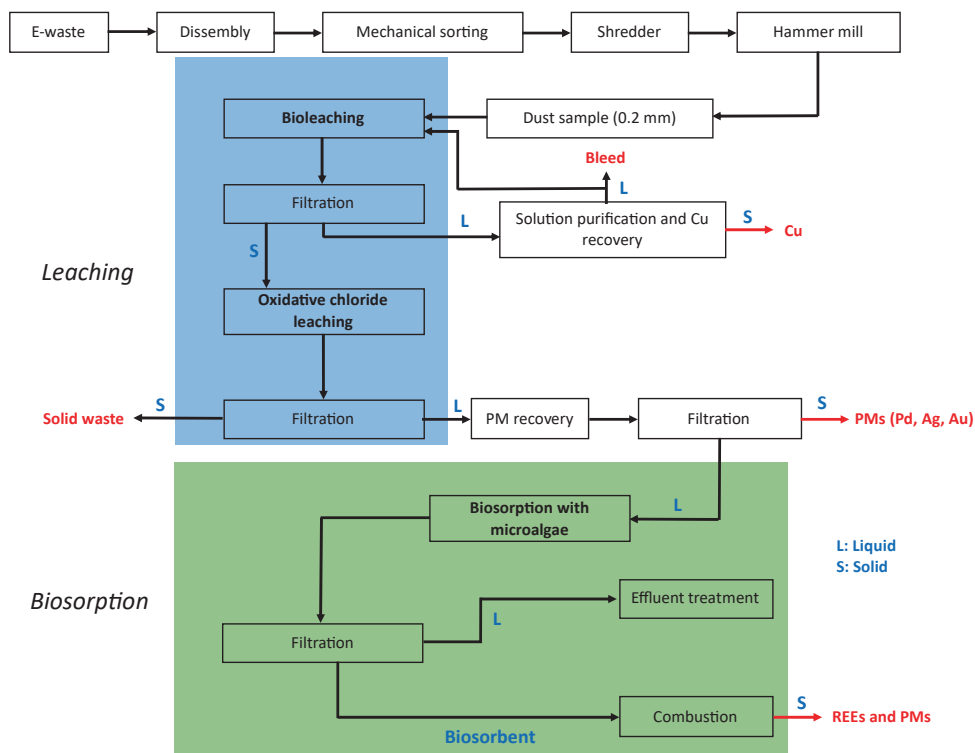 E-waste
Dissembly
Mechanical sorting
Shredder
Hammer mill
Bioleaching
Dust sample (0.2 mm)
Bleed
L
Filtration
L
Solution purification and Cu
recovery
S
Cu
S
Leaching
Oxidative chloride
leaching
Solid waste
S
Filtration
L
PM recovery
Filtration
S
PMs (Pd, Ag, Au)
Biosorption with
microalgae
L
L: Liquid
S: Solid
Biosorption
Effluent treatment
L
Filtration
Combustion
S
REEs and PMs
Biosorbent